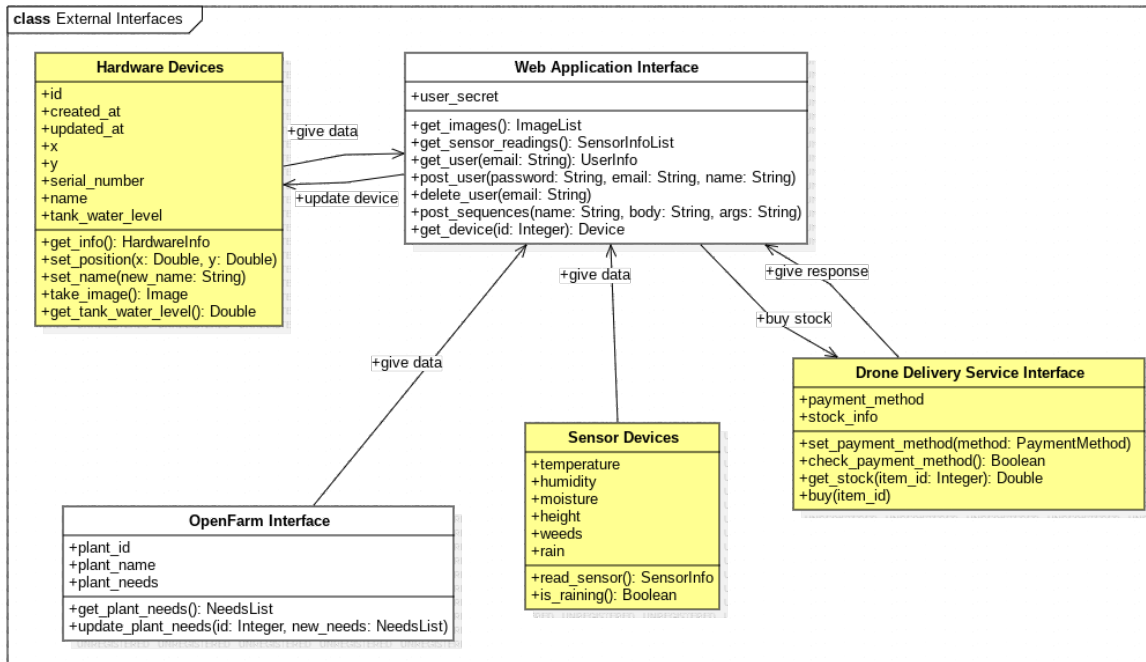 class External Interfaces
Hardware Devices
+id
+created_at
+updated_at
+x
+y
+serial_number
+name
+tank_water_level
+get_info(): HardwareInfo
+set_position(x: Double, y: Double)
+set_name(new_name: String)
+take_image(): Image
+get_tank_water_level(): Double
+give data
+update device
Web Application Interface
+user_secret
+get_images(): ImageList
+get_sensor_readings(): SensorInfoList
+get_user(email: String): UserInfo
+post_user(password: String, email: String, name: String)
+delete_user(email: String)
+post_sequences(name: String, body: String, args: String)
+get_device(id: Integer): Device
+give data
+give data
+give response
+buy stock
Drone Delivery Service Interface
+payment_method
+stock_info
+set_payment_method(method: PaymentMethod)
+check_payment_method(): Boolean
+get_stock(item_id: Integer): Double
+buy(item_id)
Sensor Devices
+temperature
+humidity
+moisture
+height
+weeds
+rain
+read_sensor(): SensorInfo
+is_raining(): Boolean
OpenFarm Interface
+plant_id
+plant_name
+plant_needs
+get_plant_needs(): NeedsList
+update_plant_needs(id: Integer, new_needs: NeedsList)